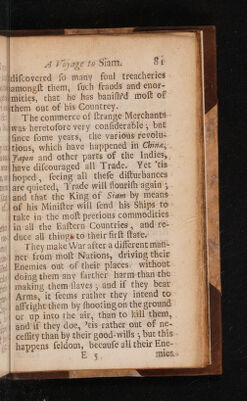 A Voyage to Siam. 81
discovered so many foul treacheries
amongst them, such frauds and enor-
mities, that he has banish'd most of
them out of his Countrey.
The commerce of strange Merchants
was heretofore very considerable; but
since some years, the various revolu-
tions, which have happened in China,
Japan and other parts of the Indies,
have discouraged all Trade. Yet 'tis
hoped, seeing all these disturbances
are quieted, Trade will flourish again;
and that the King of Siam by means
of his Minister will send his Ships to
take in the most precious commodities
in all the Eastern Countries, and re-
duce all things to their first state.
They make War after a different man-
ner from most Nations, driving their
Enemies out of their places without
doing them any farther harm than the
making them slaves; and if they bear
Arms, it seems rather they intend to
affright them by shooting on the ground
or up into the air, than to kill them,
and if they doe, 'tis rather out of ne-
cessity than by their good-wills; but this
happens seldom, because all their Ene-
E 5 mies